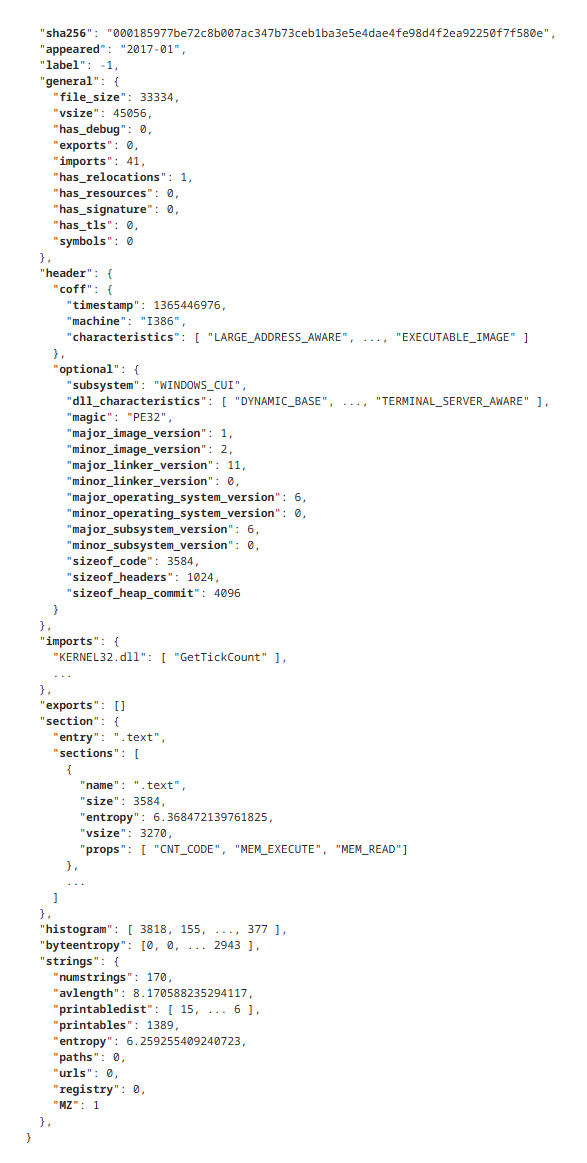 "sha256": "000185977be72c8b007ac347b73ceb1ba3e5e4dae4fe98d4f2ea92250f7f580e",
"appeared": "2017-01",
"label": -1,
"general": {
"file_size": 33334,
"vsize": 45056,
"has_debug": 0,
"exports": 0,
"imports": 41,
"has_relocations": 1,
"has_resources": 0,
"has_signature": 0,
"has_tls": 0,
"symbols": 0
},
"header": {
"coff": {
"timestamp": 1365446976,
"machine": "I386",
"characteristics": [ "LARGE_ADDRESS_AWARE", ..., "EXECUTABLE_IMAGE" ]
},
"optional": {
"subsystem": "WINDOWS_CUI",
"dll_characteristics": [ "DYNAMIC_BASE", ..., "TERMINAL_SERVER_AWARE" ],
"magic": "PE32",
"major_image_version": 1,
"minor_image_version": 2,
"major_linker_version": 11,
"minor_linker_version": 0,
"major_operating_system_version": 6,
"minor_operating_system_version": 0,
"major_subsystem_version": 6,
"minor_subsystem_version": 0,
"sizeof_code": 3584,
"sizeof_headers": 1024,
"sizeof_heap_commit": 4096
}
},
"imports": {
"KERNEL32.dll": [ "GetTickCount" ],
...
},
"exports": []
"section": {
"entry": ".text",
"sections": [
{
"name": ".text",
"size": 3584,
"entropy": 6.368472139761825,
"vsize": 3270,
"props": [ "CNT_CODE", "MEM_EXECUTE", "MEM_READ"]
},
...
]
},
"histogram": [ 3818, 155, ..., 377 ],
"byteentropy": [0, 0, ... 2943 ],
"strings": {
"numstrings": 170,
"avlength": 8.170588235294117,
"printabledist": [ 15, ... 6 ],
"printables": 1389,
"entropy": 6.259255409240723,
"paths": 0,
"urls": 0,
"registry": 0,
"MZ": 1
},
}